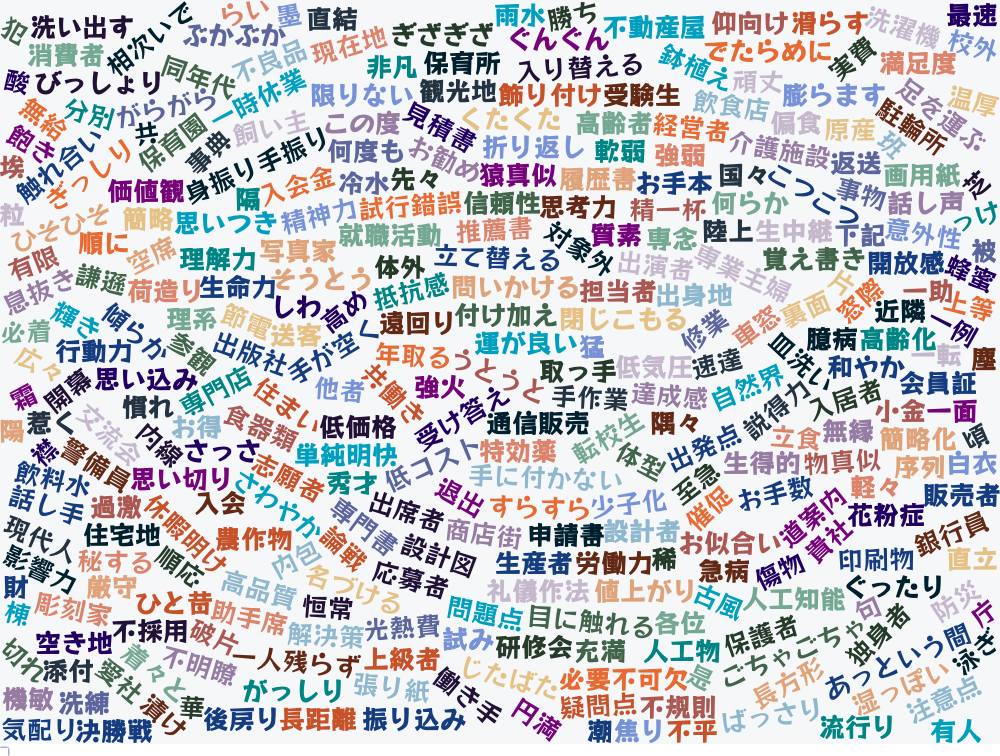 犯
洗い出す
相次いで
らい
墨
直結
雨水
勝ち
不動産屋
仰向け
滑らす
洗濯機
最速
消費者
ぶかぶか
不良品
現在地
ぎざぎざ
ぐんぐん
でたらめに
実費
校外
酸
びっしょり
同年代
非凡
保育所
入り替える
鉢植え
頑丈
満足度
無給
分別
がらがら
一時休業
限りない
観光地
飾り付け
受験生
飲食店
膨らます
足を運ぶ
温厚
飽き
触れ合い
共
保育園
事典
飼い主
この度
見積書
くたくた
高齢者
経営者
偏食
原産
班
駐輪所
埃
ぎっしり
身振り手振り
何度も
お勧め
折り返し
軟弱
強弱
介護施設
返送
画用紙
芝
価値観
隔
入会金
冷水
先々
猿真似
履歴書
お手本
国々
こつこつ
事物
話し声
つけ
粒
ひそひそ
簡略
思いつき
精神力
試行錯誤
信頼性
思考力
精一杯
何らか
順に
空席
写真家
就職活動
推薦書
対象外
質素
専念
陸上
生中継
下記
意外性
被
有限
理解力
体外
立て替える
出演者
専業主婦
覚え書き
開放感
蜂蜜
息抜き
謙遜
荷造り
生命力
そうとう
抵抗感
問いかける
担当者
出身地
片
窓際
一助
上等
必着
輝き
傾らか
理系
節電
送客
しわ
高め
遠回り
付け加え
閉じこもる
修業
車窓
裏面
近隣
一例
広々
行動力
参観
出版社
手が空く
年取る
運が良い
猛
臆病
高齢化
一転
塵
霜
開幕
思い込み
専門店
住まい
他者
共働き
強火
うとうと
取っ手
低気圧
速達
皿洗い
和やか
会員証
惹く
慣れ
お得
食器類
低価格
受け答え
手作業
達成感
自然界
説得力
入居者
小金
一面
陽
交流会
内線
さっさ
単純明快
通信販売
隅々
転校生
体型
出発点
立食
無縁
簡略化
頃
襟
警備員
思い切り
志願者
秀才
低コスト
特効薬
手に付かない
至急
生得的
物真似
序列
白衣
飲料水
話し手
過激
休暇明け
入会
さわやか
専門書
出席者
退出
すらすら
少子化
催促
お手数
道案内
軽々
販売者
花粉症
現代人
住宅地
農作物
論戦
設計図
商店街
申請書
設計者
お似合い
貴社
銀行員
影響力
秘する
順応
内包
応募者
生産者
労働力
稀
急病
傷物
印刷物
直立
財
厳守
高品質
名づける
礼儀作法
値上がり
古風
人工知能
ぐったり
防災
棟
彫刻家
ひと昔
助手席
恒常
問題点
目に触れる
各位
句
庁
空き地
不採用
破片
解決策
光熱費
試み
研修会
充満
人工物
保護者
ごちゃごちゃ
独身者
あっという間
泳ぎ
切れ
添付
愛社
着々と
不明瞭
一人残らず
上級者
働き手
じたばた
必要不可欠
是
長方形
湿っぽい
注意点
機敏
洗練
漬け
華
がっしり
張り紙
円満
疑問点
不規則
ばっさり
気配り
決勝戦
後戻り
長距離
振り込み
潮
焦り
不平
流行り
有人